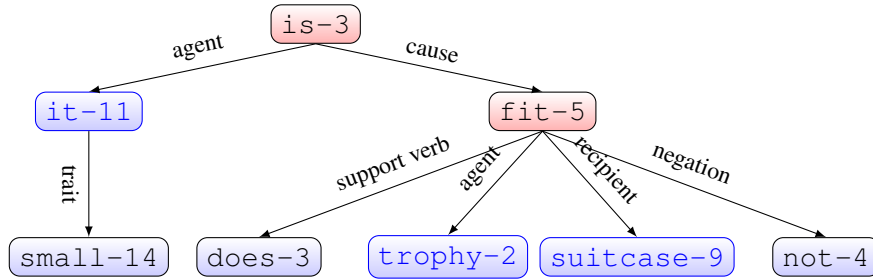 is-3
agent
cause
it-11
fit-5
trait
support verb
agent
recipient
negation
small-14
does-3
trophy-2
suitcase-9
not-4